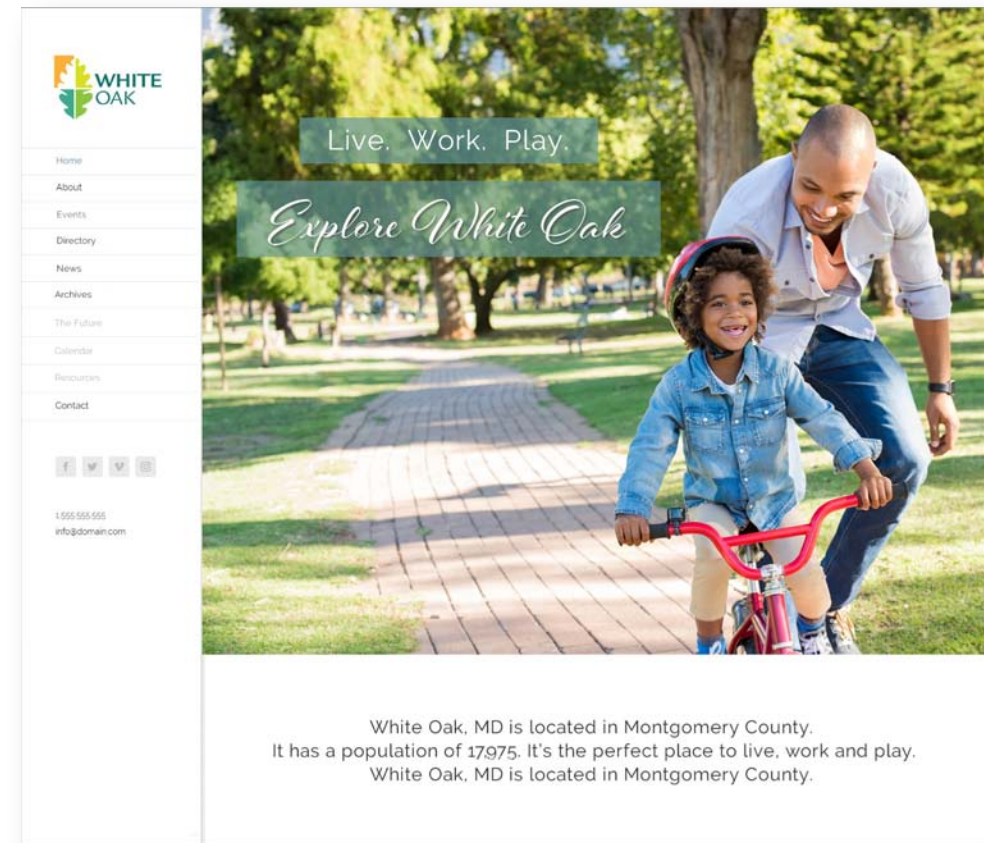 WHITE
OAK
Home
About
Events
Directory
News
Archives
The Future
Calendar
Resources
Contact
1.555.555.555
info@domain.com
Live. Work. Play.
Explore White Oak
White Oak, MD is located in Montgomery County.
It has a population of 17,975. It's the perfect place to live, work and play.
White Oak, MD is located in Montgomery County.